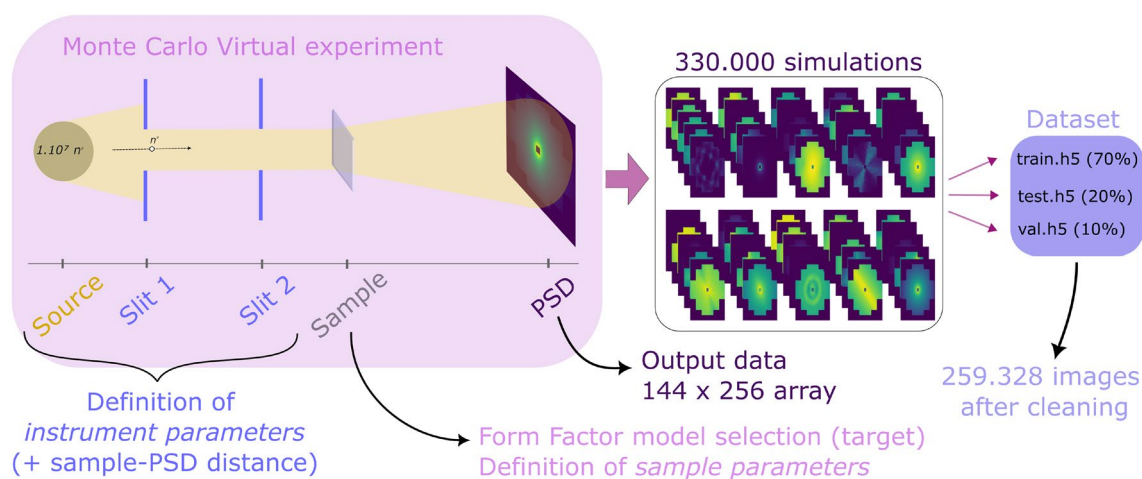 Monte Carlo Virtual experiment
1.10⁷ n'
n'
Source
Slit 1
Slit 2
Sample
PSD
Definition of
instrument parameters
(+ sample-PSD distance)
Form Factor model selection (target)
Definition of sample parameters
Output data
144 x 256 array
330.000 simulations
Dataset
train.h5 (70%)
test.h5 (20%)
val.h5 (10%)
259.328 images
after cleaning